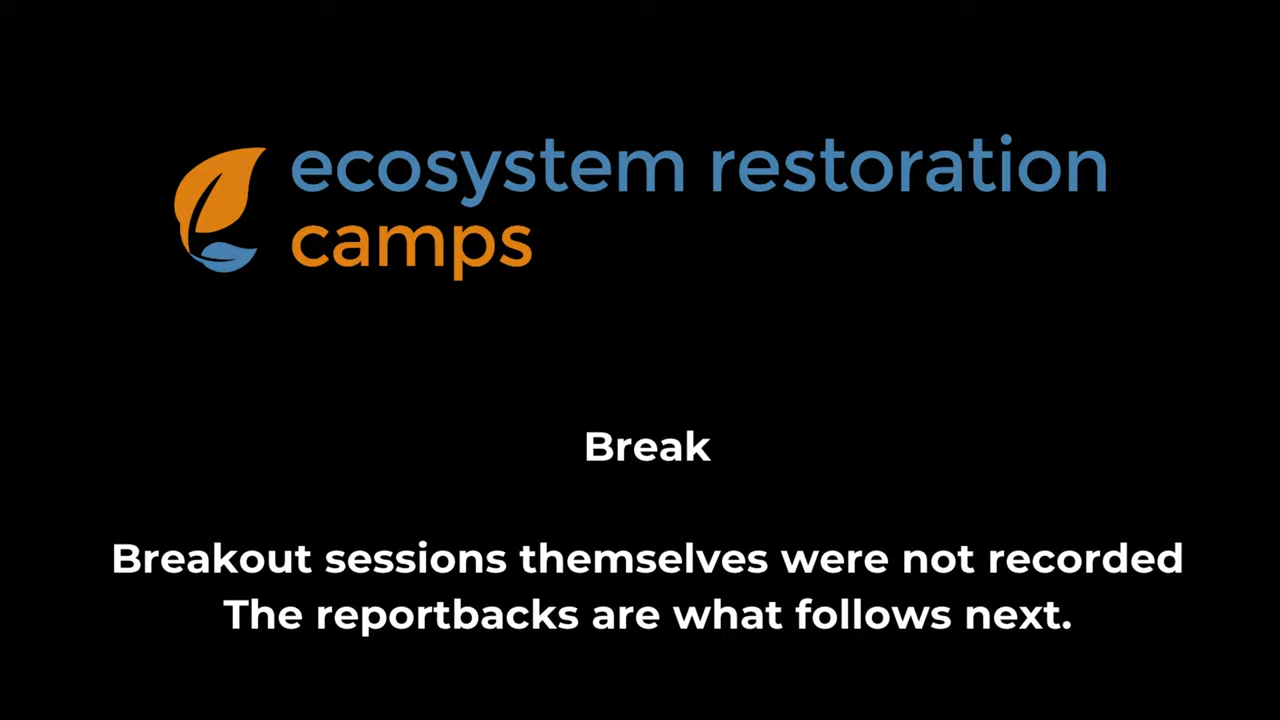 ecosystem restoration
camps
Break
Breakout sessions themselves were not recorded
The reportbacks are what follows next.